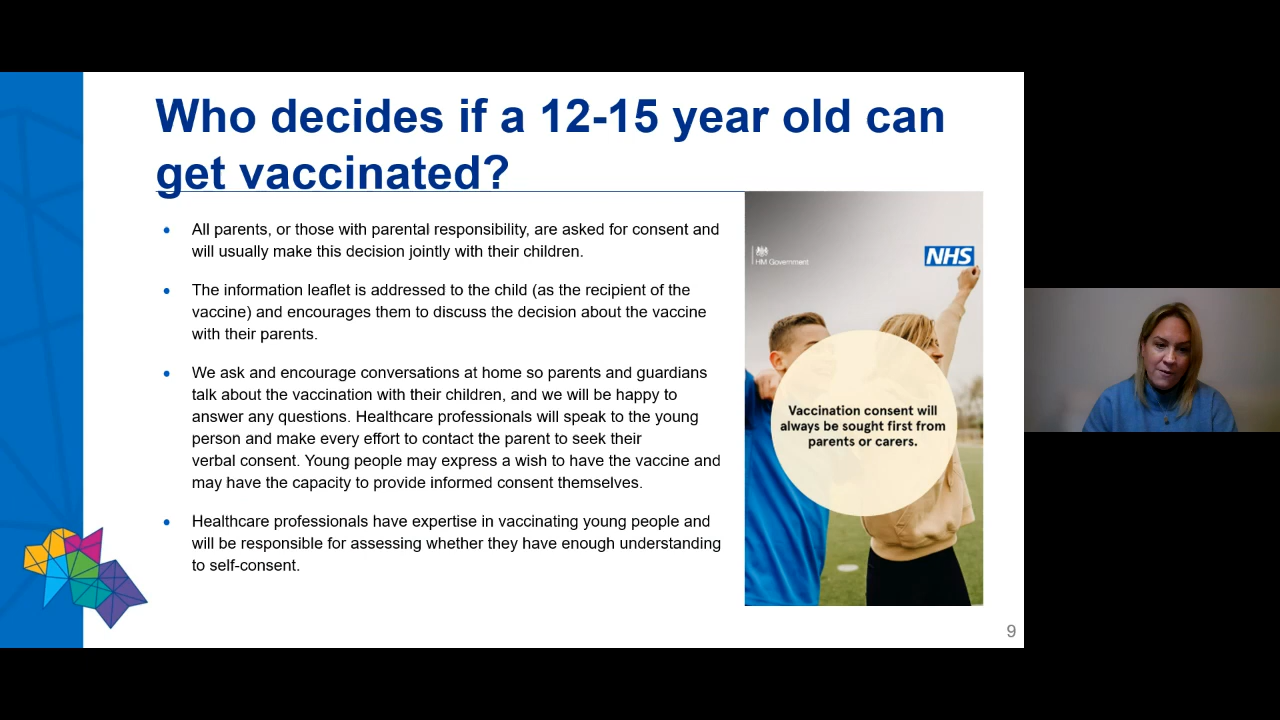 Who decides if a 12-15 year old can
get vaccinated?
All parents, or those with parental responsibility, are asked for consent and
will usually make this decision jointly with their children.
The information leaflet is addressed to the child (as the recipient of the
vaccine) and encourages them to discuss the decision about the vaccine
with their parents.
We ask and encourage conversations at home so parents and guardians
talk about the vaccination with their children, and we will be happy to
answer any questions. Healthcare professionals will speak to the young
person and make every effort to contact the parent to seek their
verbal consent. Young people may express a wish to have the vaccine and
may have the capacity to provide informed consent themselves.
Healthcare professionals have expertise in vaccinating young people and
will be responsible for assessing whether they have enough understanding
to self-consent.
HM Government
NHS
Vaccination consent will
always be sought first from
parents or carers.
9